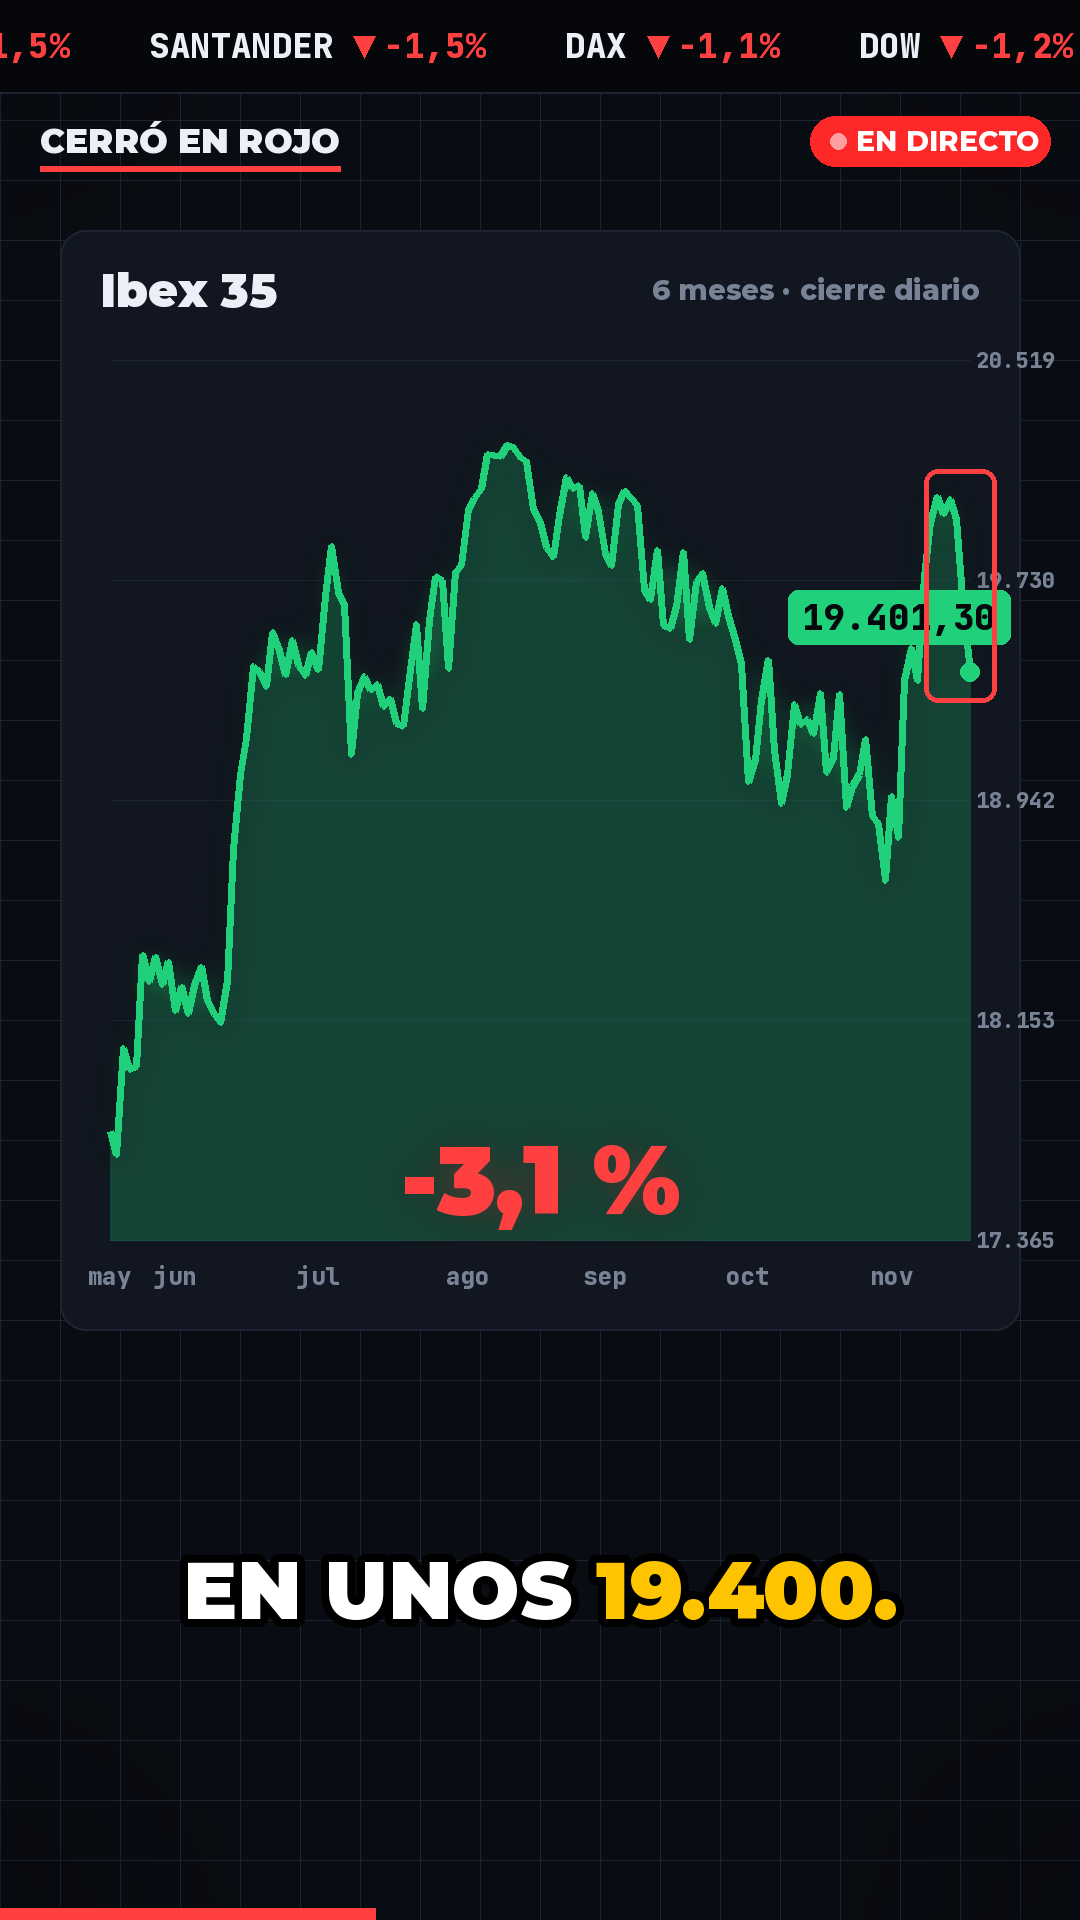 1,5% SANTANDER ▼ -1,5% DAX ▼ -1,1% DOW ▼ -1,2%
CERRÓ EN ROJO
EN DIRECTO
Ibex 35
6 meses · cierre diario
20.519
19.730
19.401,30
18.942
18.153
-3,1 %
17.365
may jun jul ago sep oct nov
EN UNOS 19.400.